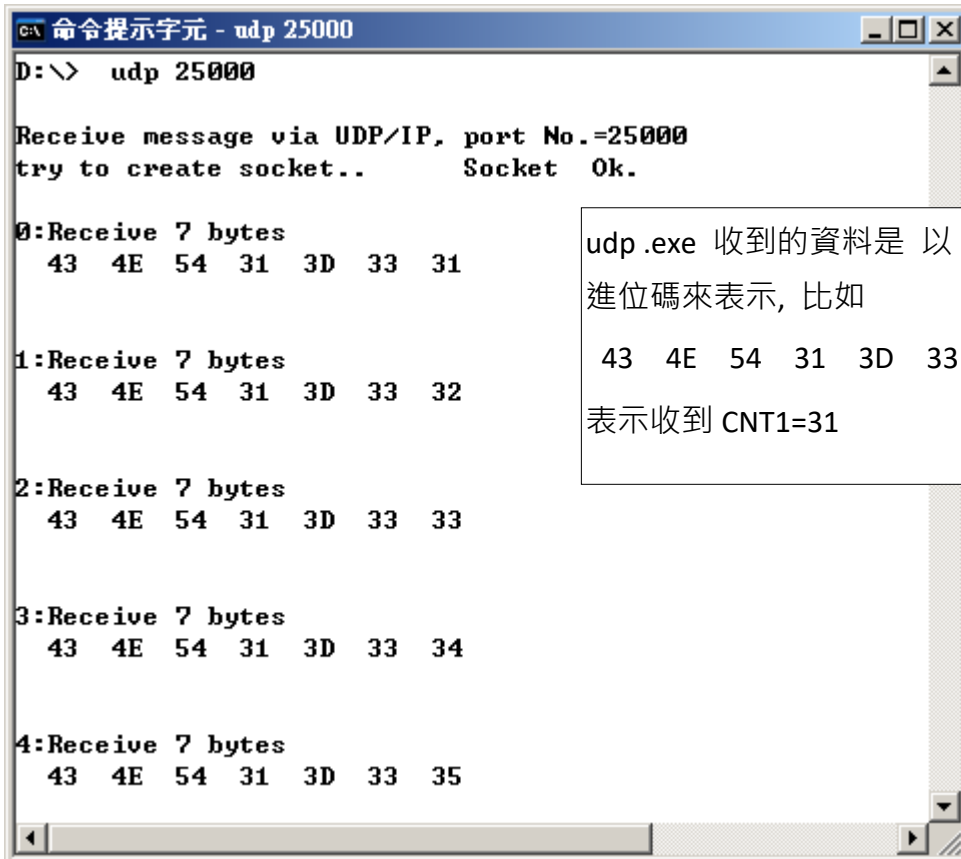 命令提示字元 - udp 25000
D:\> udp 25000
Receive message via UDP/IP, port No.=25000
try to create socket.. Socket Ok.
0:Receive 7 bytes
43 4E 54 31 3D 33 31
1:Receive 7 bytes
43 4E 54 31 3D 33 32
2:Receive 7 bytes
43 4E 54 31 3D 33 33
3:Receive 7 bytes
43 4E 54 31 3D 33 34
4:Receive 7 bytes
43 4E 54 31 3D 33 35
udp .exe 收到的資料是 以
進位碼來表示, 比如
43 4E 54 31 3D 33
表示收到 CNT1=31